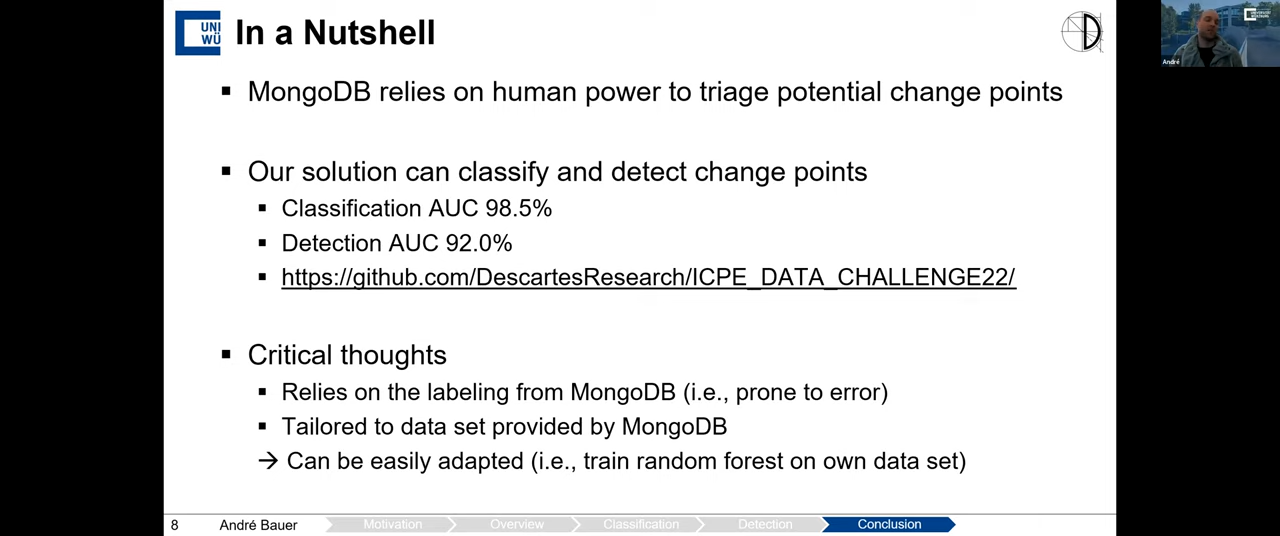 UNI
WÜ
In a Nutshell
MongoDB relies on human power to triage potential change points
Our solution can classify and detect change points
Classification AUC 98.5%
Detection AUC 92.0%
https://github.com/DescartesResearch/ICPE_DATA_CHALLENGE22/
Critical thoughts
Relies on the labeling from MongoDB (i.e., prone to error)
Tailored to data set provided by MongoDB
→ Can be easily adapted (i.e., train random forest on own data set)
8
André Bauer
Motivation
Overview
Classification
Detection
Conclusion
André